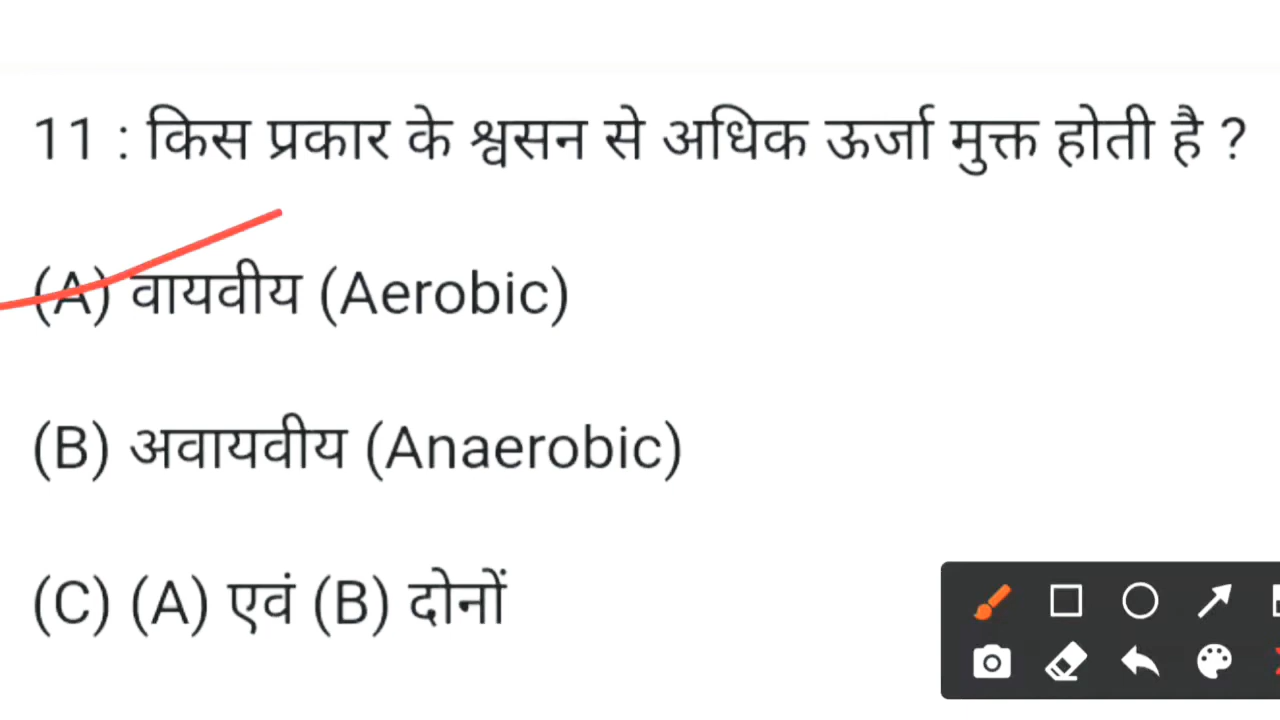 11 : किस प्रकार के श्वसन से अधिक ऊर्जा मुक्त होती है ?
(A) वायवीय (Aerobic)
(B) अवायवीय (Anaerobic)
(C) (A) एवं (B) दोनों